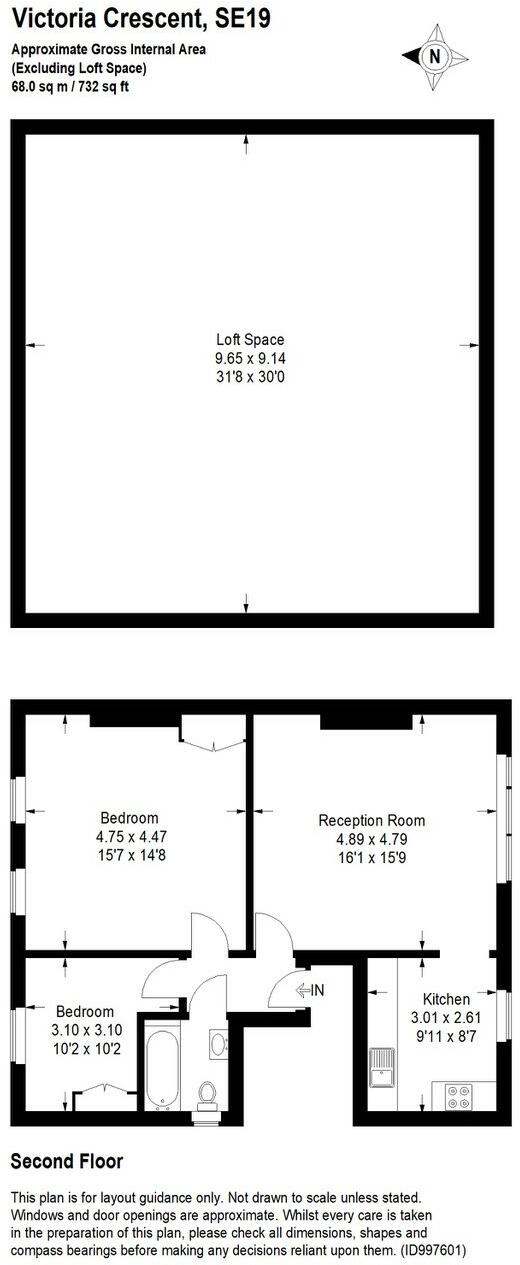 Victoria Crescent, SE19
Approximate Gross Internal Area
(Excluding Loft Space)
68.0 sq m / 732 sq ft
N
Loft Space
9.65 x 9.14
31'8 x 30'0
Bedroom
4.75 x 4.47
15'7 x 14'8
Reception Room
4.89 x 4.79
16'1 x 15'9
Bedroom
3.10 x 3.10
10'2 x 10'2
IN
Kitchen
3.01 x 2.61
9'11 x 8'7
Second Floor
This plan is for layout guidance only. Not drawn to scale unless stated.
Windows and door openings are approximate. Whilst every care is taken
in the preparation of this plan, please check all dimensions, shapes and
compass bearings before making any decisions reliant upon them. (ID997601)